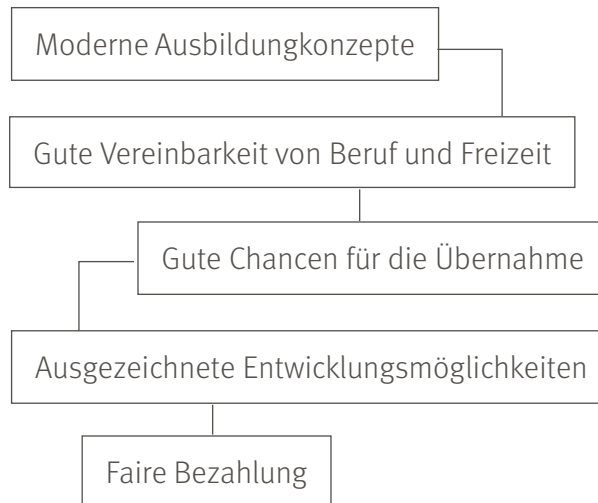 Moderne Ausbildungkonzepte
Gute Vereinbarkeit von Beruf und Freizeit
Gute Chancen für die Übernahme
Ausgezeichnete Entwicklungsmöglichkeiten
Faire Bezahlung